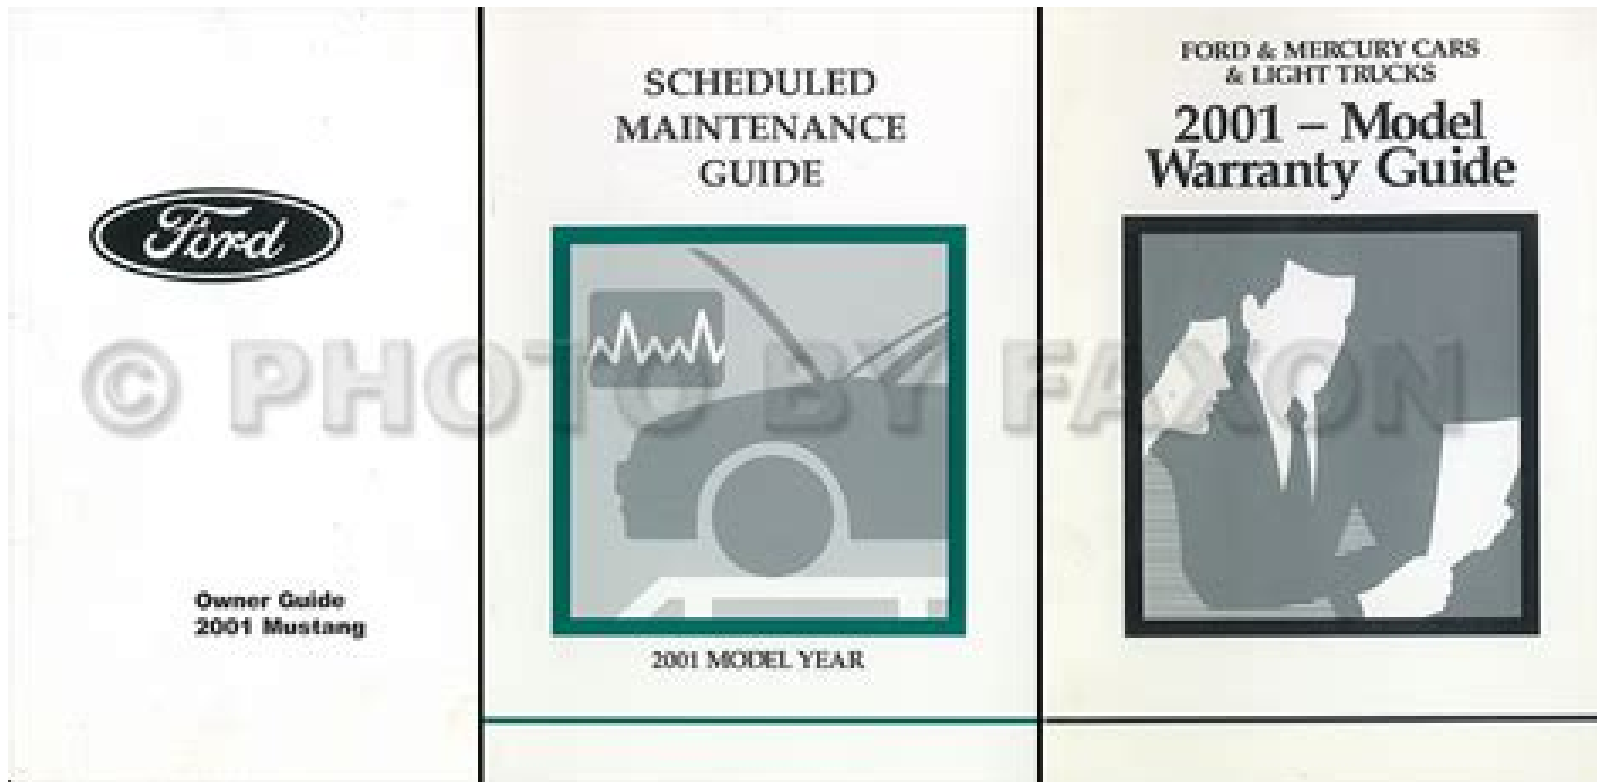 Ford
Owner Guide
2001 Mustang
SCHEDULED
MAINTENANCE
GUIDE
2001 MODEL YEAR
FORD & MERCURY CARS
& LIGHT TRUCKS
2001 – Model
Warranty Guide
© PHOTO BY FAXON